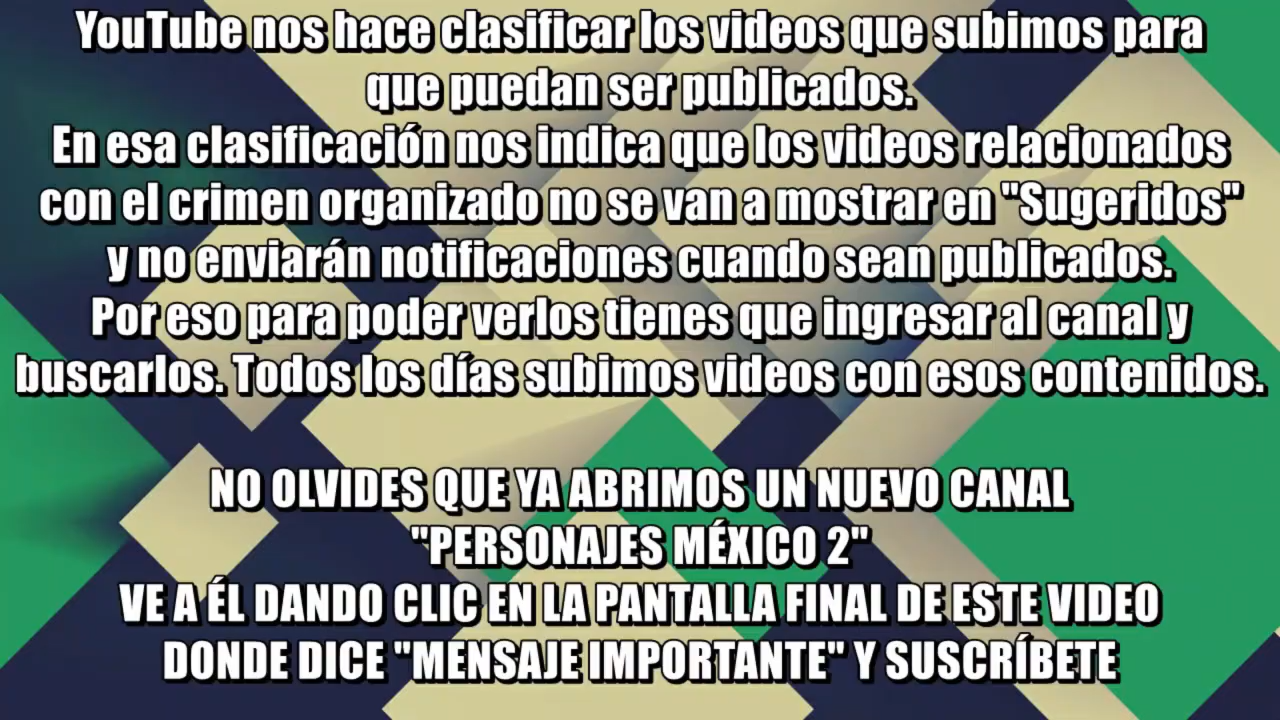 YouTube nos hace clasificar los videos que subimos para
que puedan ser publicados.
En esa clasificación nos indica que los videos relacionados
con el crimen organizado no se van a mostrar en "Sugeridos"
y no enviarán notificaciones cuando sean publicados.
Por eso para poder verlos tienes que ingresar al canal y
buscarlos. Todos los días subimos videos con esos contenidos.
NO OLVIDES QUE YA ABRIMOS UN NUEVO CANAL
"PERSONAJES MÉXICO 2"
VE A ÉL DANDO CLIC EN LA PANTALLA FINAL DE ESTE VIDEO
DONDE DICE "MENSAJE IMPORTANTE" Y SUSCRÍBETE